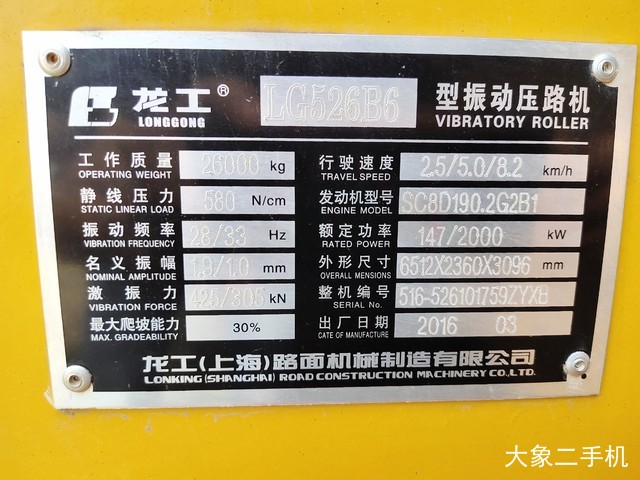 龙工®
LONGGONG
LG526B6
型振动压路机
VIBRATORY ROLLER
工作质量 26000 kg
OPERATING WEIGHT
静线压力 580 N/cm
STATIC LINEAR LOAD
振动频率 28/33 Hz
VIBRATION FREQUENCY
名义振幅 1.9/1.0 mm
NOMINAL AMPLITUDE
激振力 425/305 kN
VIBRATION FORCE
最大爬坡能力 30%
MAX. GRADEABILITY
行驶速度 2.5/5.0/8.2 km/h
TRAVEL SPEED
发动机型号 SC8D190.2G2B1
ENGINE MODEL
额定功率 147/2000 kW
RATED POWER
外形尺寸 6512X2360X3096 mm
OVERALL MENSIONS
整机编号 516-526101759ZYXB
SERIAL No.
出厂日期 2016 03
CATE OF MANUFACTURE
龙工(上海)路面机械制造有限公司
LONKING (SHANGHAI) ROAD CONSTRUCTION MACHINERY CO.,LTD.
大象二手机